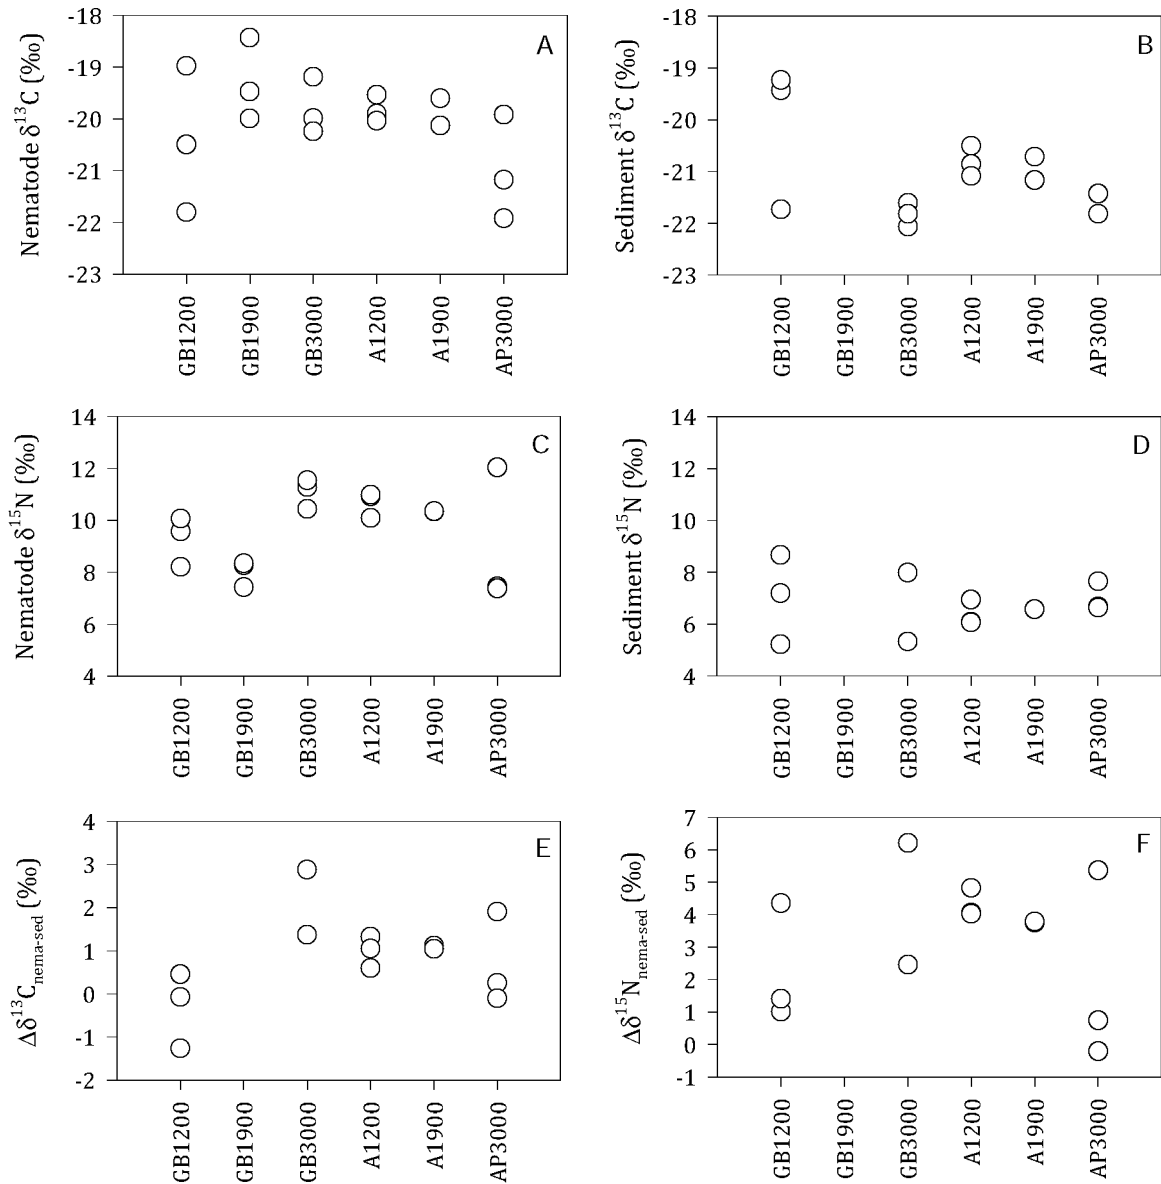 A
Nematode δ13C (‰)
-18
-19
-20
-21
-22
-23
GB1200
GB1900
GB3000
A1200
A1900
AP3000
B
Sediment δ13C (‰)
-18
-19
-20
-21
-22
-23
GB1200
GB1900
GB3000
A1200
A1900
AP3000
C
Nematode δ15N (‰)
14
12
10
8
6
4
GB1200
GB1900
GB3000
A1200
A1900
AP3000
D
Sediment δ15N (‰)
14
12
10
8
6
4
GB1200
GB1900
GB3000
A1200
A1900
AP3000
E
Δδ13Cnema-sed (‰)
4
3
2
1
0
-1
-2
GB1200
GB1900
GB3000
A1200
A1900
AP3000
F
Δδ15Nnema-sed (‰)
7
6
5
4
3
2
1
0
-1
GB1200
GB1900
GB3000
A1200
A1900
AP3000